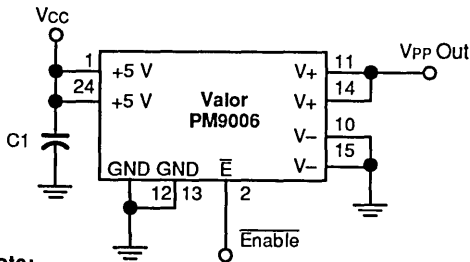 VCC
1
+5 V
V+
11
VPP Out
24
+5 V
Valor
V+
14
PM9006
C1
V–
10
V–
15
GND GND
E
12
13
2
Enable